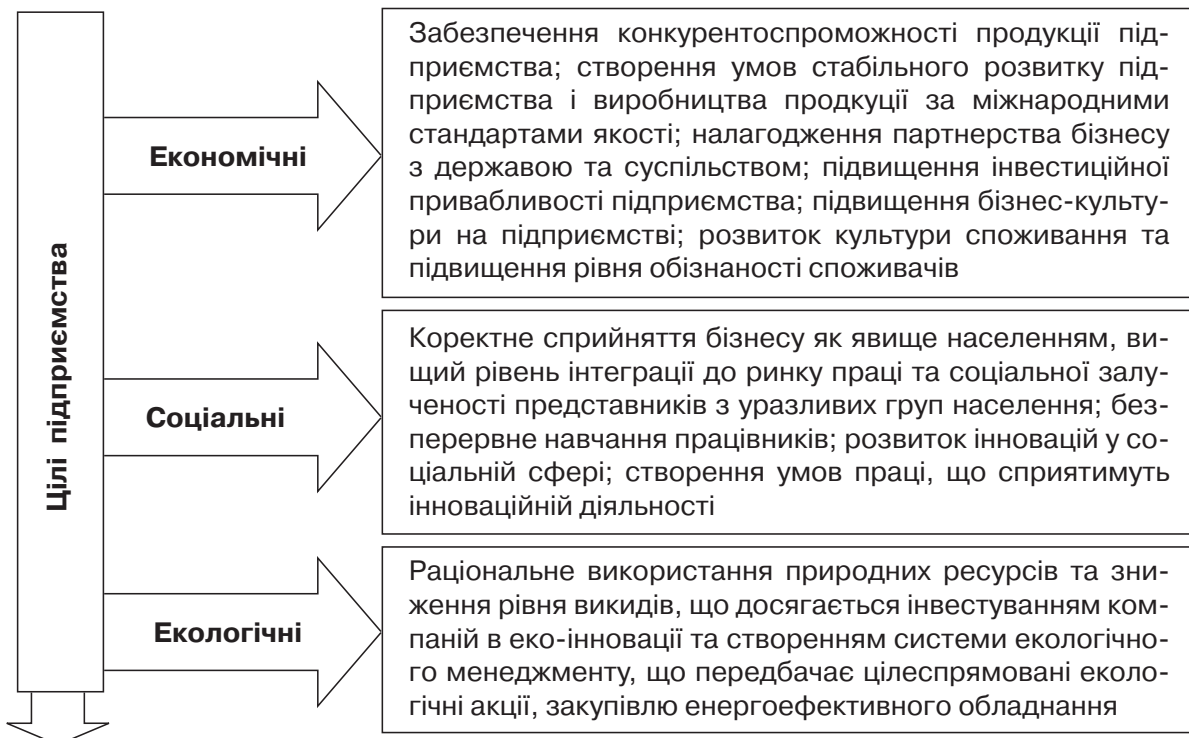 Цілі підприємства
Економічні
Забезпечення конкурентоспроможності продукції під-
приємства; створення умов стабільного розвитку під-
приємства і виробництва продкуції за міжнародними
стандартами якості; налагодження партнерства бізнесу
з державою та суспільством; підвищення інвестиційної
привабливості підприємства; підвищення бізнес-культу-
ри на підприємстві; розвиток культури споживання та
підвищення рівня обізнаності споживачів
Соціальні
Коректне сприйняття бізнесу як явище населенням, ви-
щий рівень інтеграції до ринку праці та соціальної залу-
ченості представників з уразливих груп населення; без-
перервне навчання працівників; розвиток інновацій у со-
ціальній сфері; створення умов праці, що сприятимуть
інноваційній діяльності
Екологічні
Раціональне використання природних ресурсів та зни-
ження рівня викидів, що досягається інвестуванням ком-
паній в еко-інновації та створенням системи екологічно-
го менеджменту, що передбачає цілеспрямовані еколо-
гічні акції, закупівлю енергоефективного обладнання